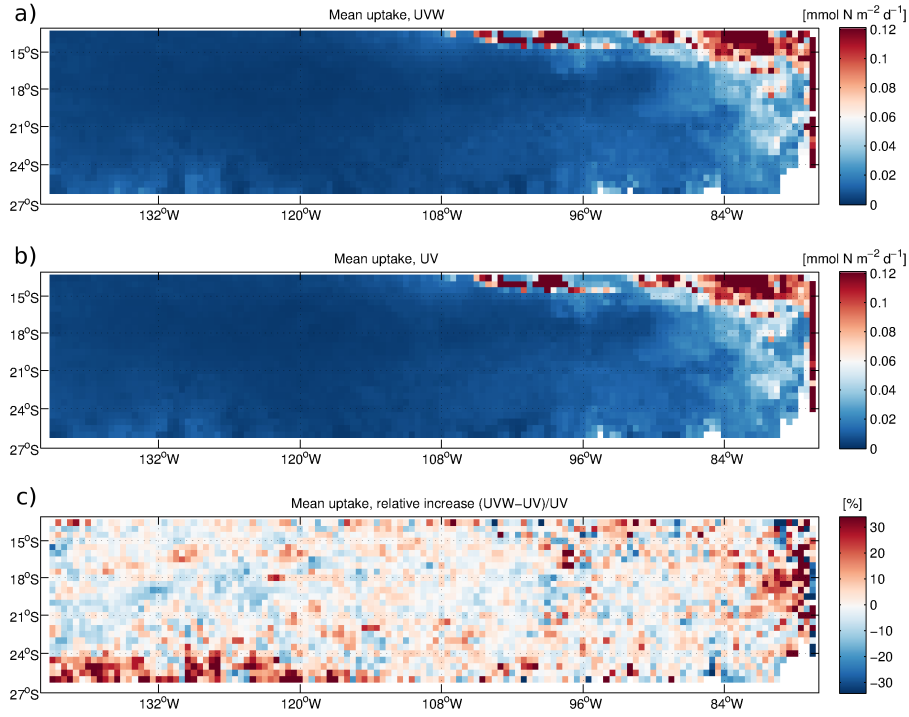 a)
Mean uptake, UVW
[mmol N m⁻² d⁻¹]
15°S
18°S
21°S
24°S
27°S
132°W 120°W 108°W 96°W 84°W
0.12
0.1
0.08
0.06
0.04
0.02
0
b)
Mean uptake, UV
[mmol N m⁻² d⁻¹]
15°S
18°S
21°S
24°S
27°S
132°W 120°W 108°W 96°W 84°W
0.12
0.1
0.08
0.06
0.04
0.02
0
c)
Mean uptake, relative increase (UVW−UV)/UV
[%]
15°S
18°S
21°S
24°S
27°S
132°W 120°W 108°W 96°W 84°W
30
20
10
0
−10
−20
−30